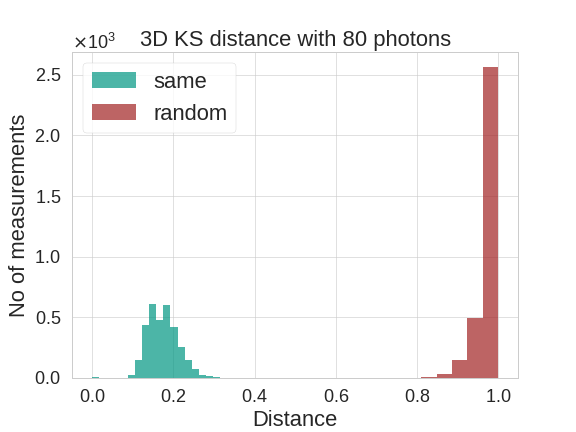 ×10³
3D KS distance with 80 photons
same
random
2.5
2.0
1.5
1.0
0.5
0.0
No of measurements
0.0 0.2 0.4 0.6 0.8 1.0
Distance